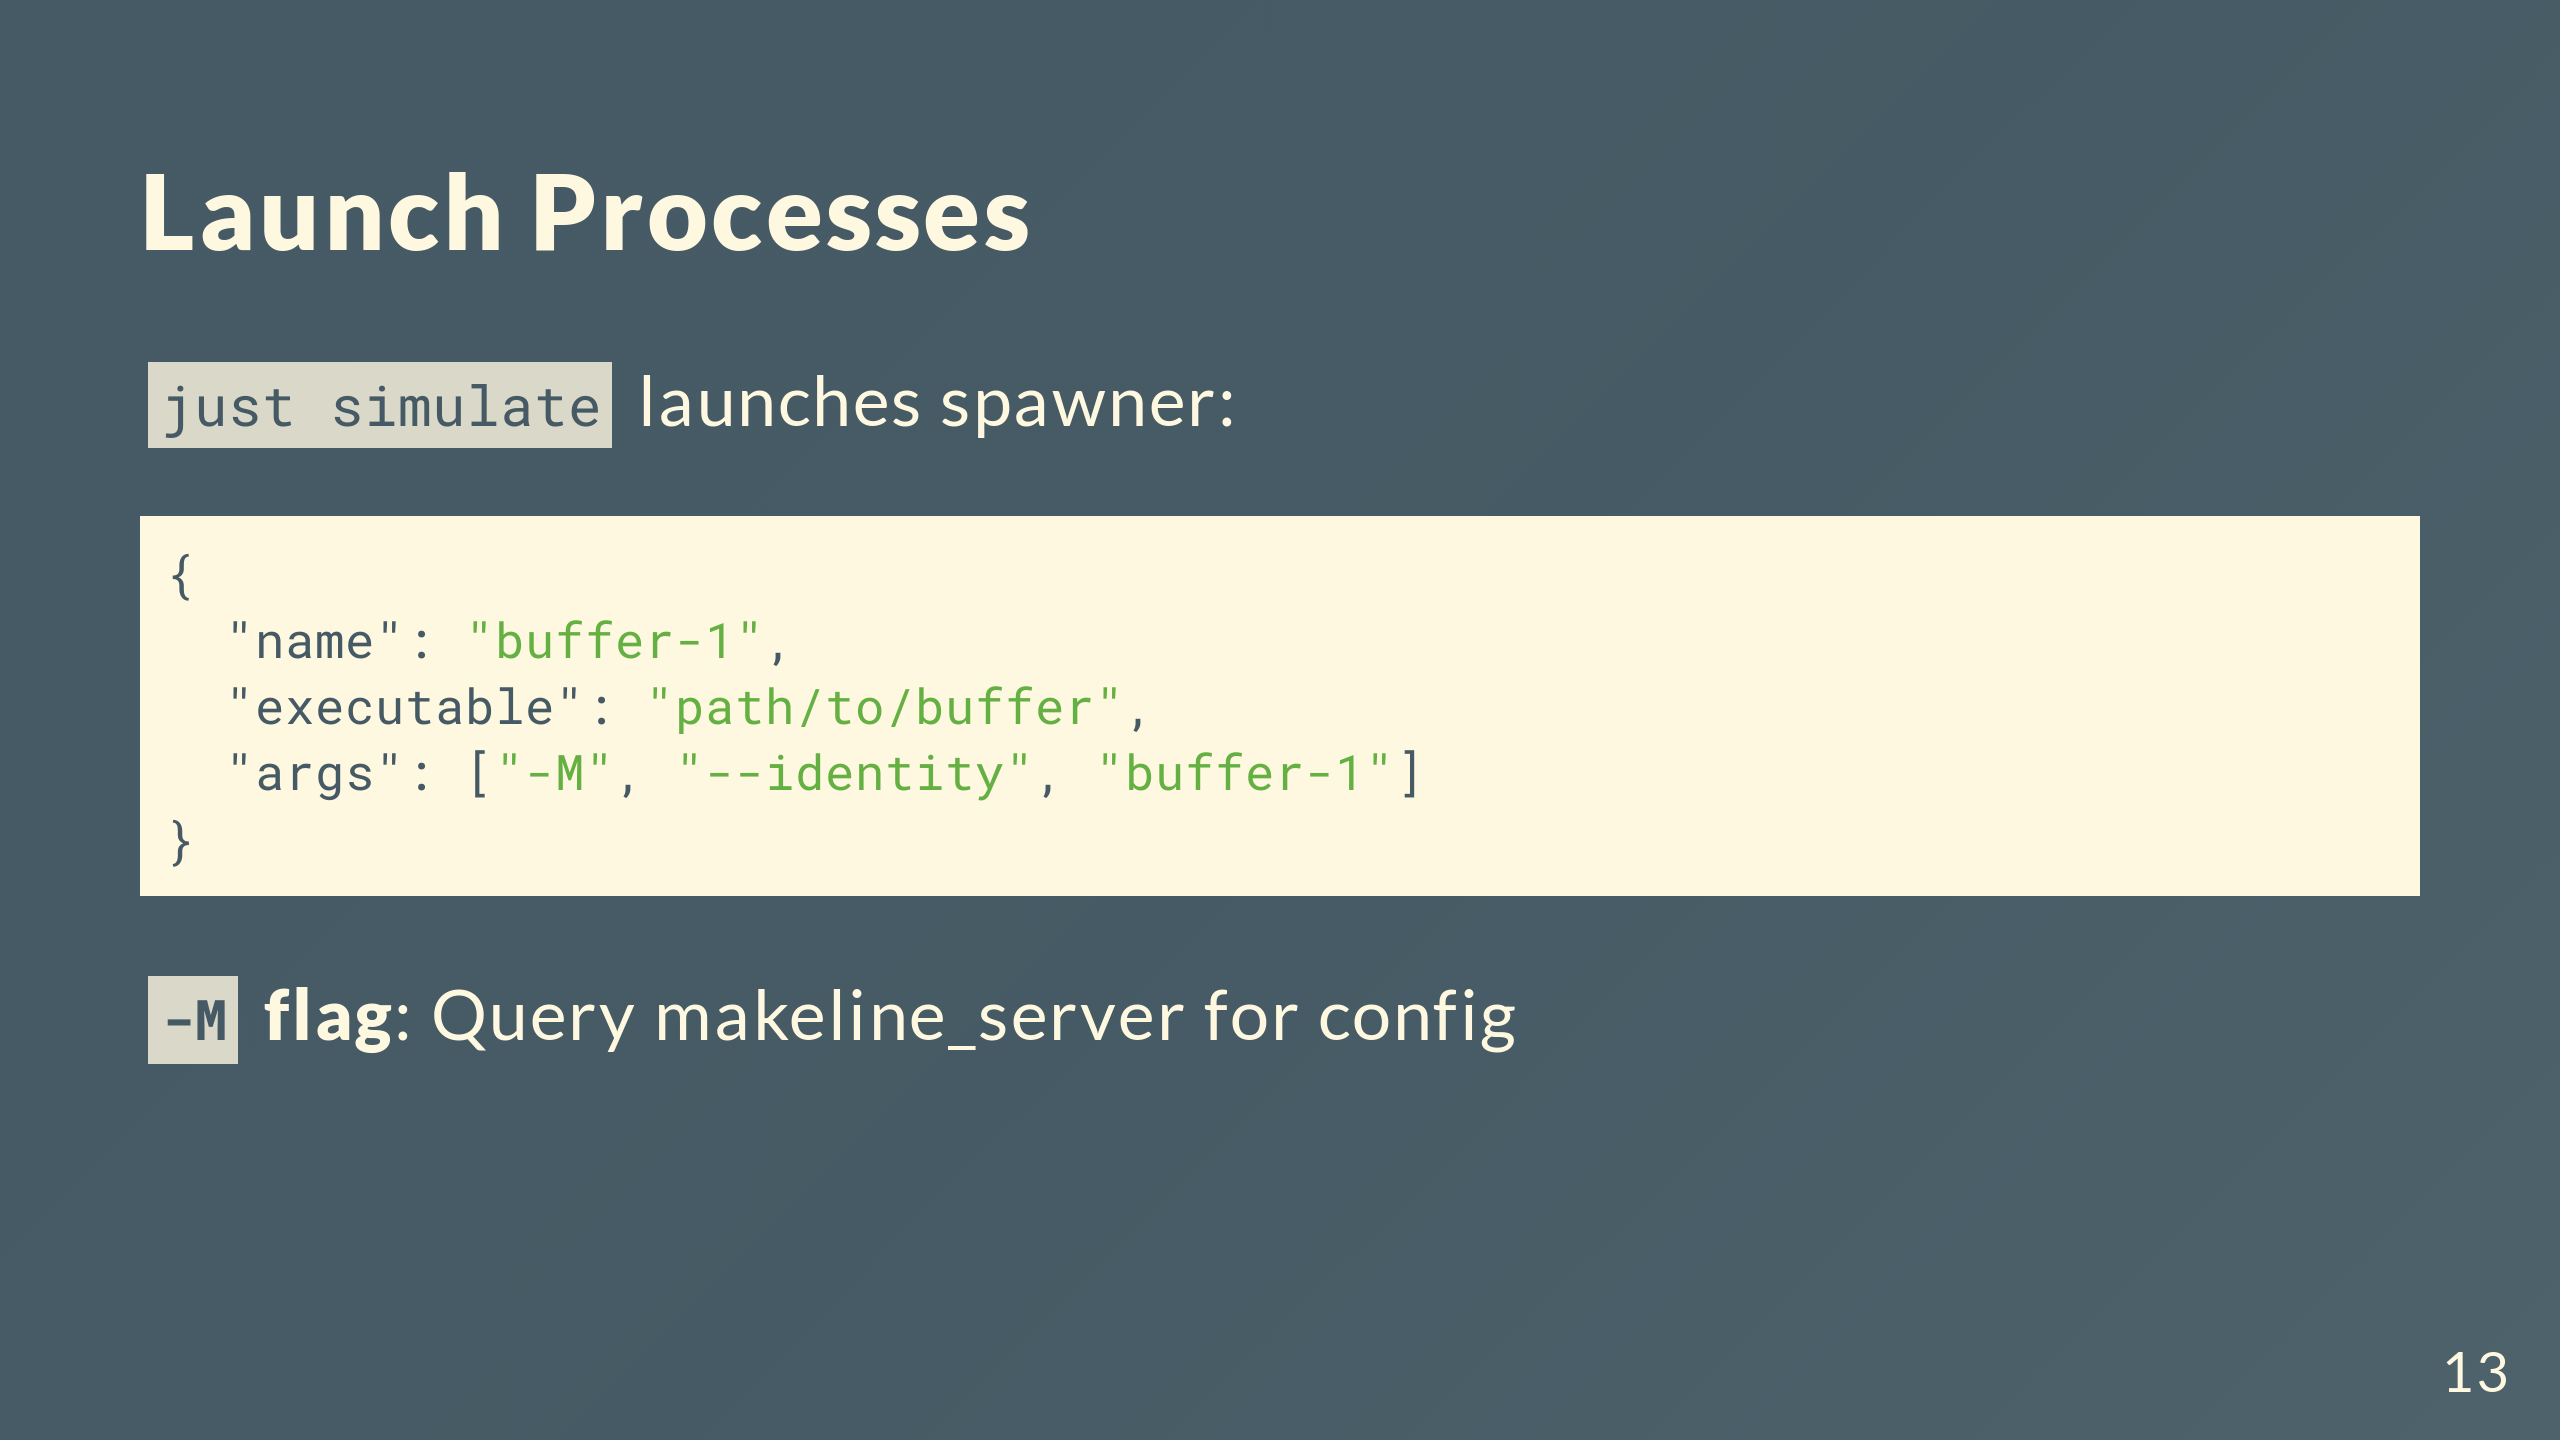 Launch Processes
just simulate launches spawner:
{
  "name": "buffer-1",
  "executable": "path/to/buffer",
  "args": ["-M", "--identity", "buffer-1"]
}
-M flag: Query makeline_server for config
13